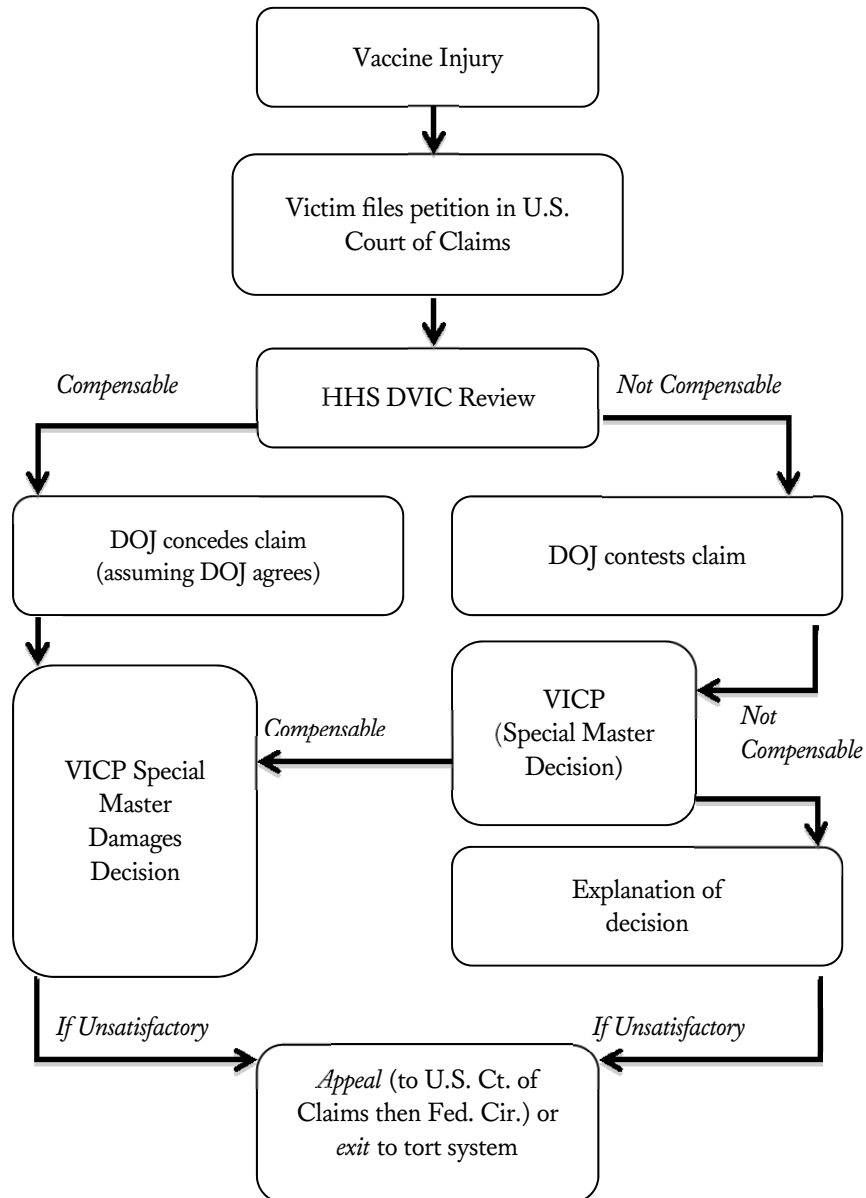 Vaccine Injury
Victim files petition in U.S.
Court of Claims
Compensable
HHS DVIC Review
Not Compensable
DOJ concedes claim
(assuming DOJ agrees)
DOJ contests claim
VICP Special
Master
Damages
Decision
Compensable
VICP
(Special Master
Decision)
Not
Compensable
Explanation of
decision
If Unsatisfactory
If Unsatisfactory
Appeal (to U.S. Ct. of
Claims then Fed. Cir.) or
exit to tort system